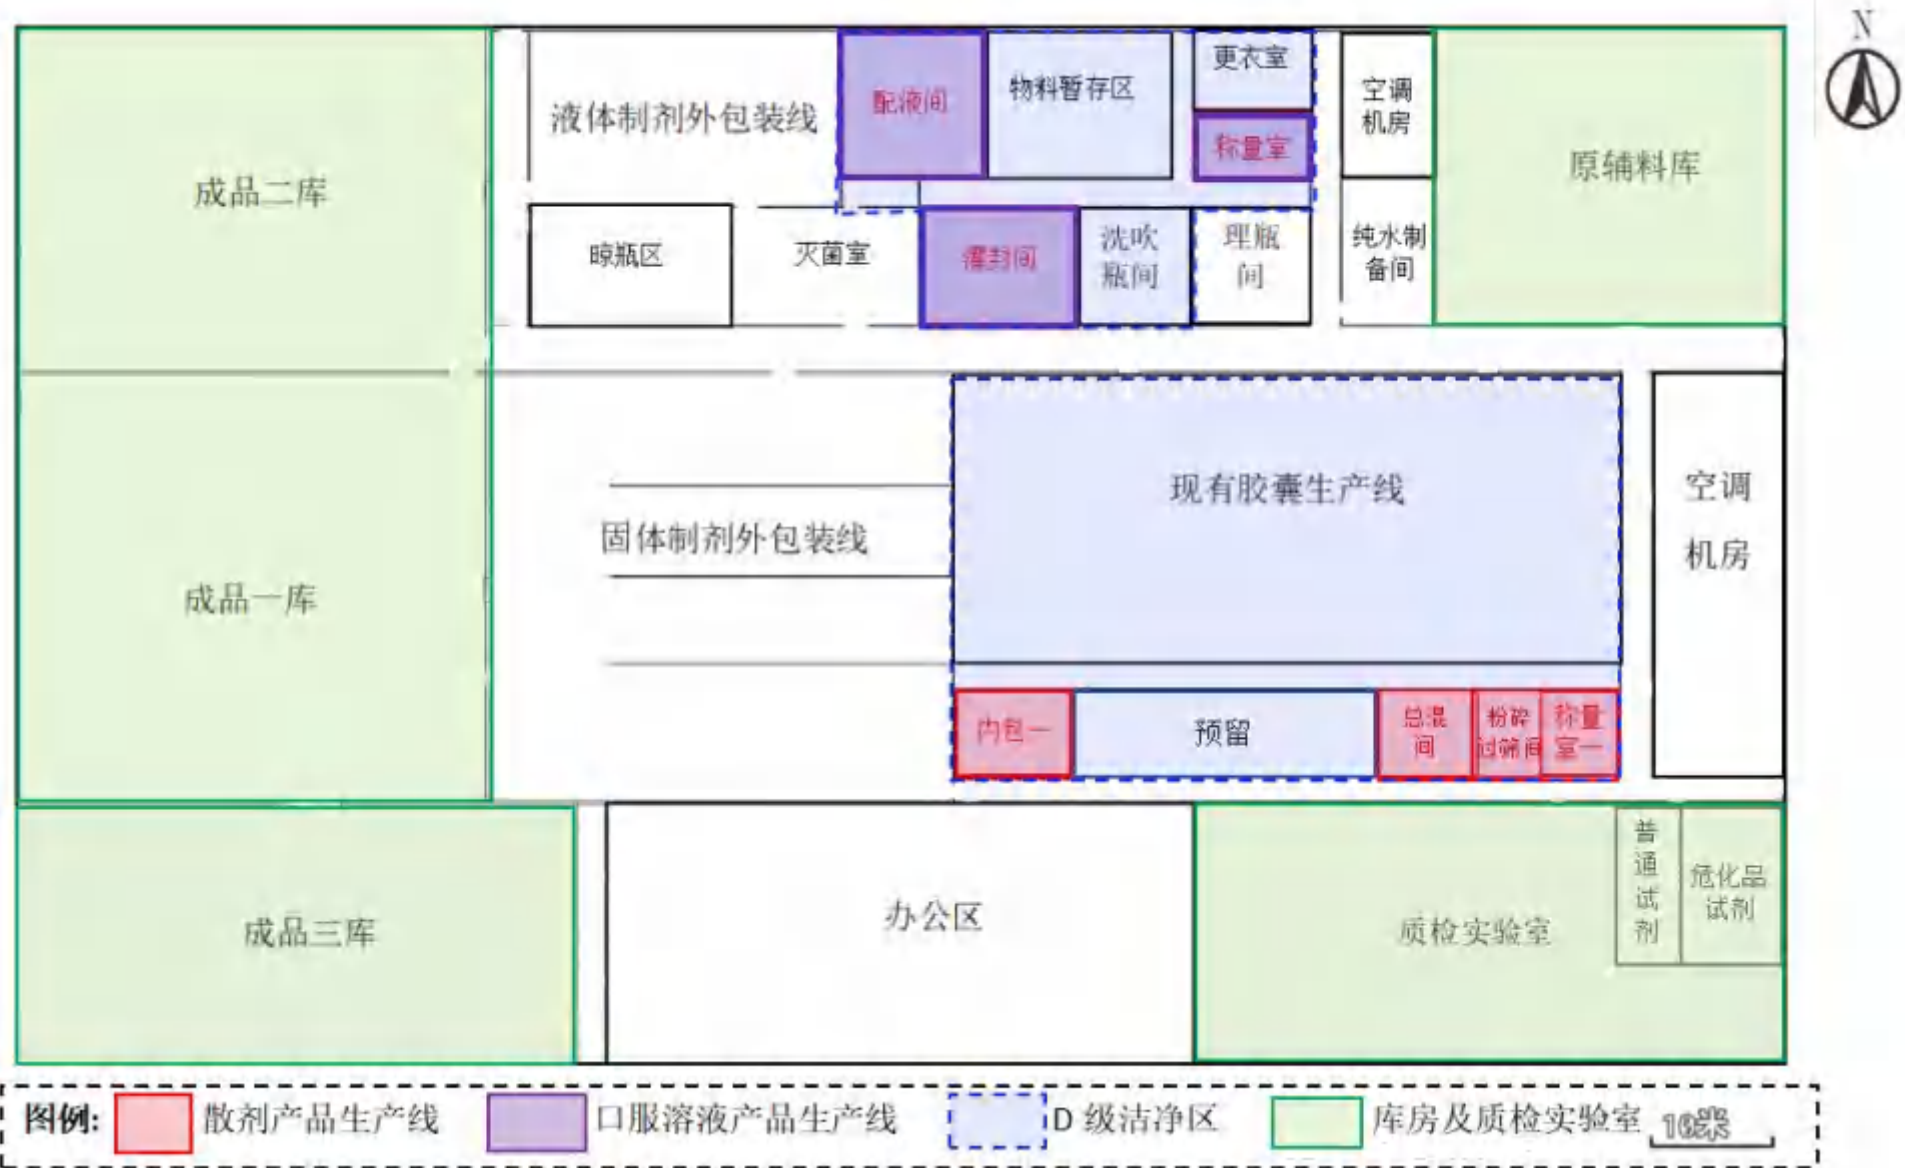 N
成品二库
液体制剂外包装线
配液间
物料暂存区
更衣室
称量室
空调
机房
原辅料库
晾瓶区
灭菌室
灌封间
洗吹
瓶间
理瓶
间
纯水制
备间
现有胶囊生产线
空调
机房
固体制剂外包装线
成品一库
内包一
预留
总混
间
粉碎
过筛间
称量
室一
成品三库
办公区
质检实验室
普
通
试
剂
危化品
试剂
图例:
散剂产品生产线
口服溶液产品生产线
D 级洁净区
库房及质检实验室
10米